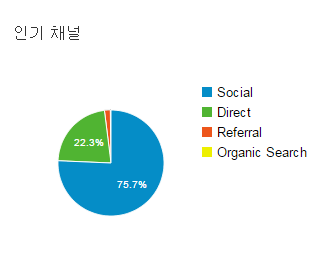 인기 채널
Social
Direct
Referral
Organic Search
22.3%
75.7%